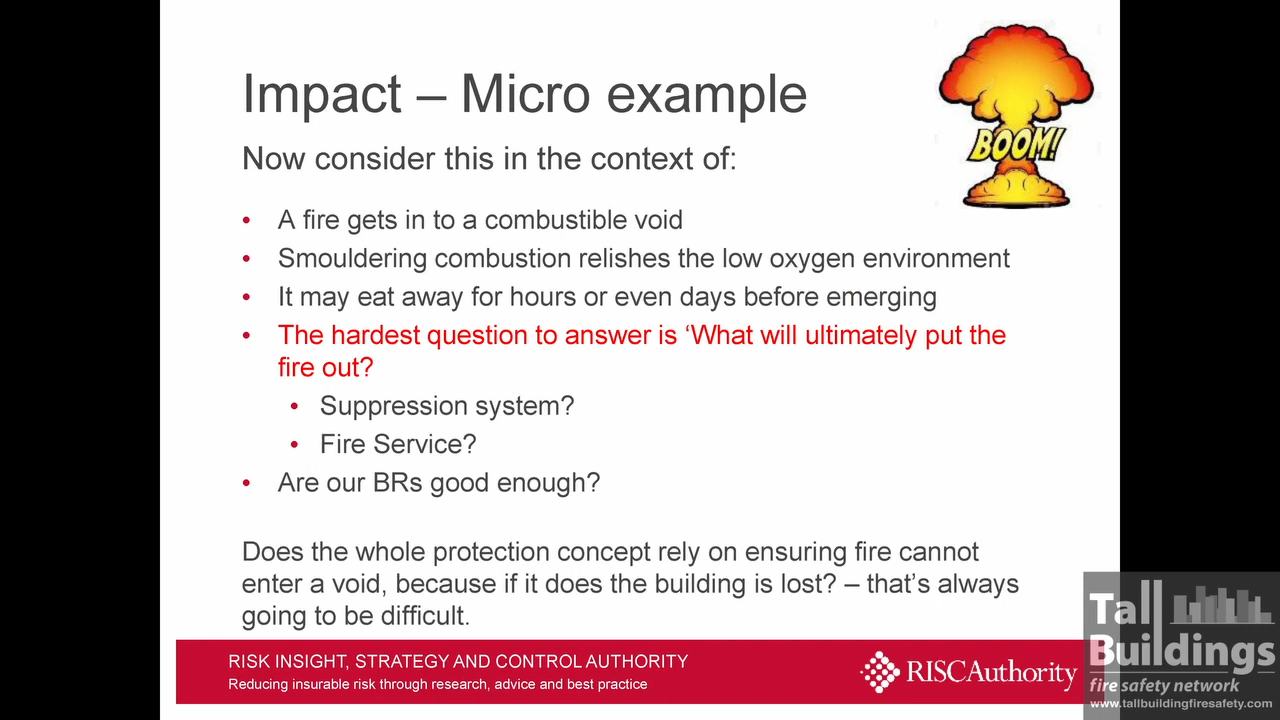 Impact – Micro example
BOOM!
Now consider this in the context of:
• A fire gets in to a combustible void
• Smouldering combustion relishes the low oxygen environment
• It may eat away for hours or even days before emerging
• The hardest question to answer is ‘What will ultimately put the
fire out?
• Suppression system?
• Fire Service?
• Are our BRs good enough?
Does the whole protection concept rely on ensuring fire cannot
enter a void, because if it does the building is lost? – that’s always
going to be difficult.
RISK INSIGHT, STRATEGY AND CONTROL AUTHORITY
Reducing insurable risk through research, advice and best practice
RISCAuthority
Tall
Buildings
fire safety network
www.tallbuildingfiresafety.com